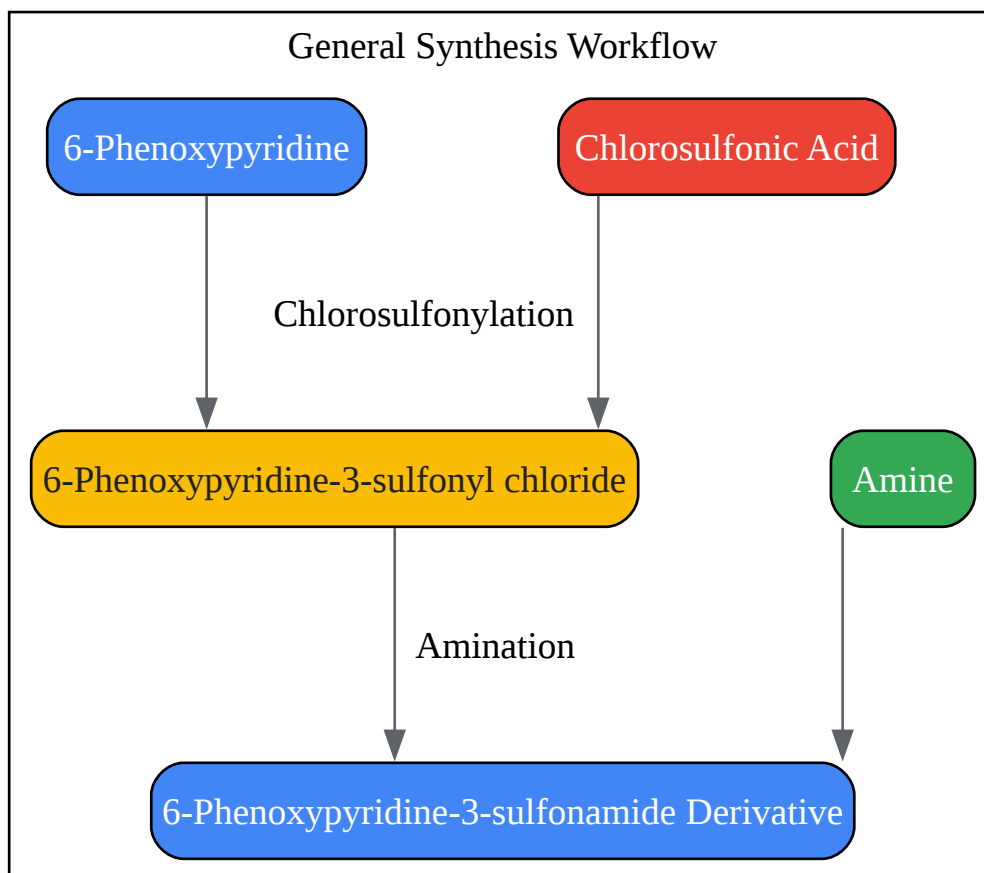 General Synthesis Workflow
6-Phenoxypyridine
Chlorosulfonic Acid
Chlorosulfonylation
6-Phenoxypyridine-3-sulfonyl chloride
Amine
Amination
6-Phenoxypyridine-3-sulfonamide Derivative